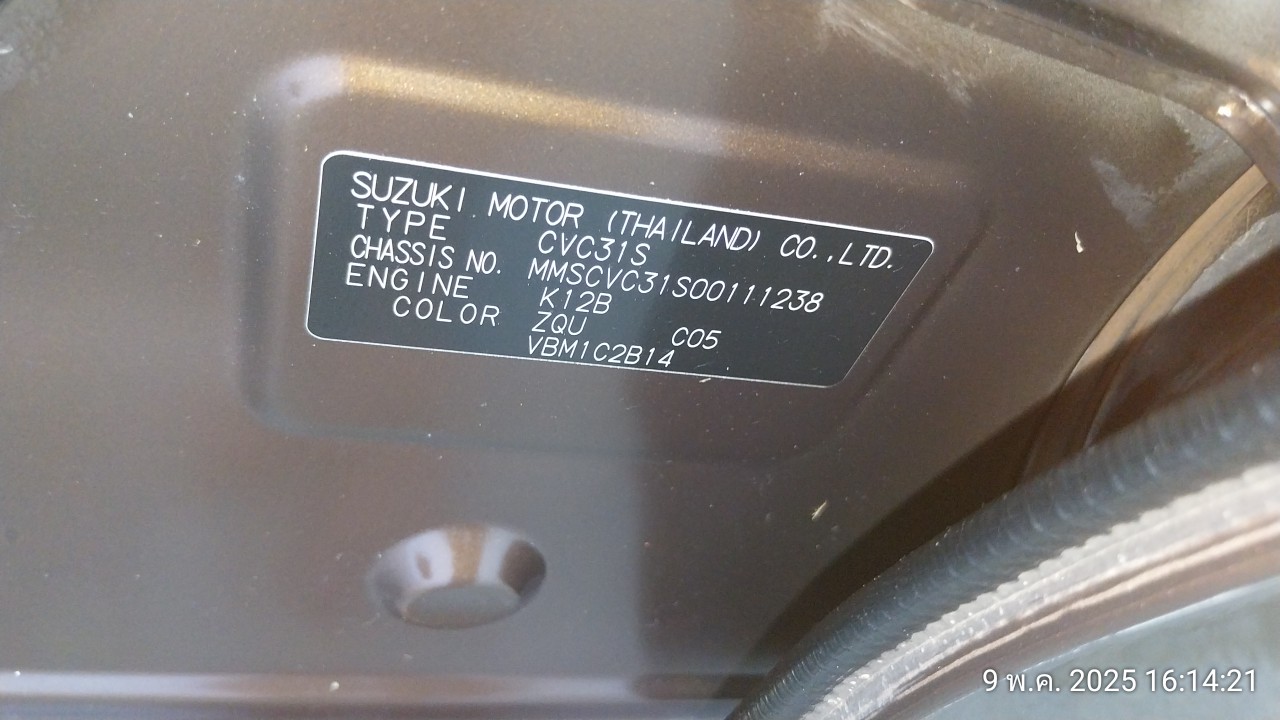 SUZUKI MOTOR (THAILAND) CO.,LTD.
TYPE CVC31S
CHASSIS NO. MMSCVC31S00111238
ENGINE K12B
COLOR ZQU C05
VBM1C2B14
9 พ.ค. 2025 16:14:21